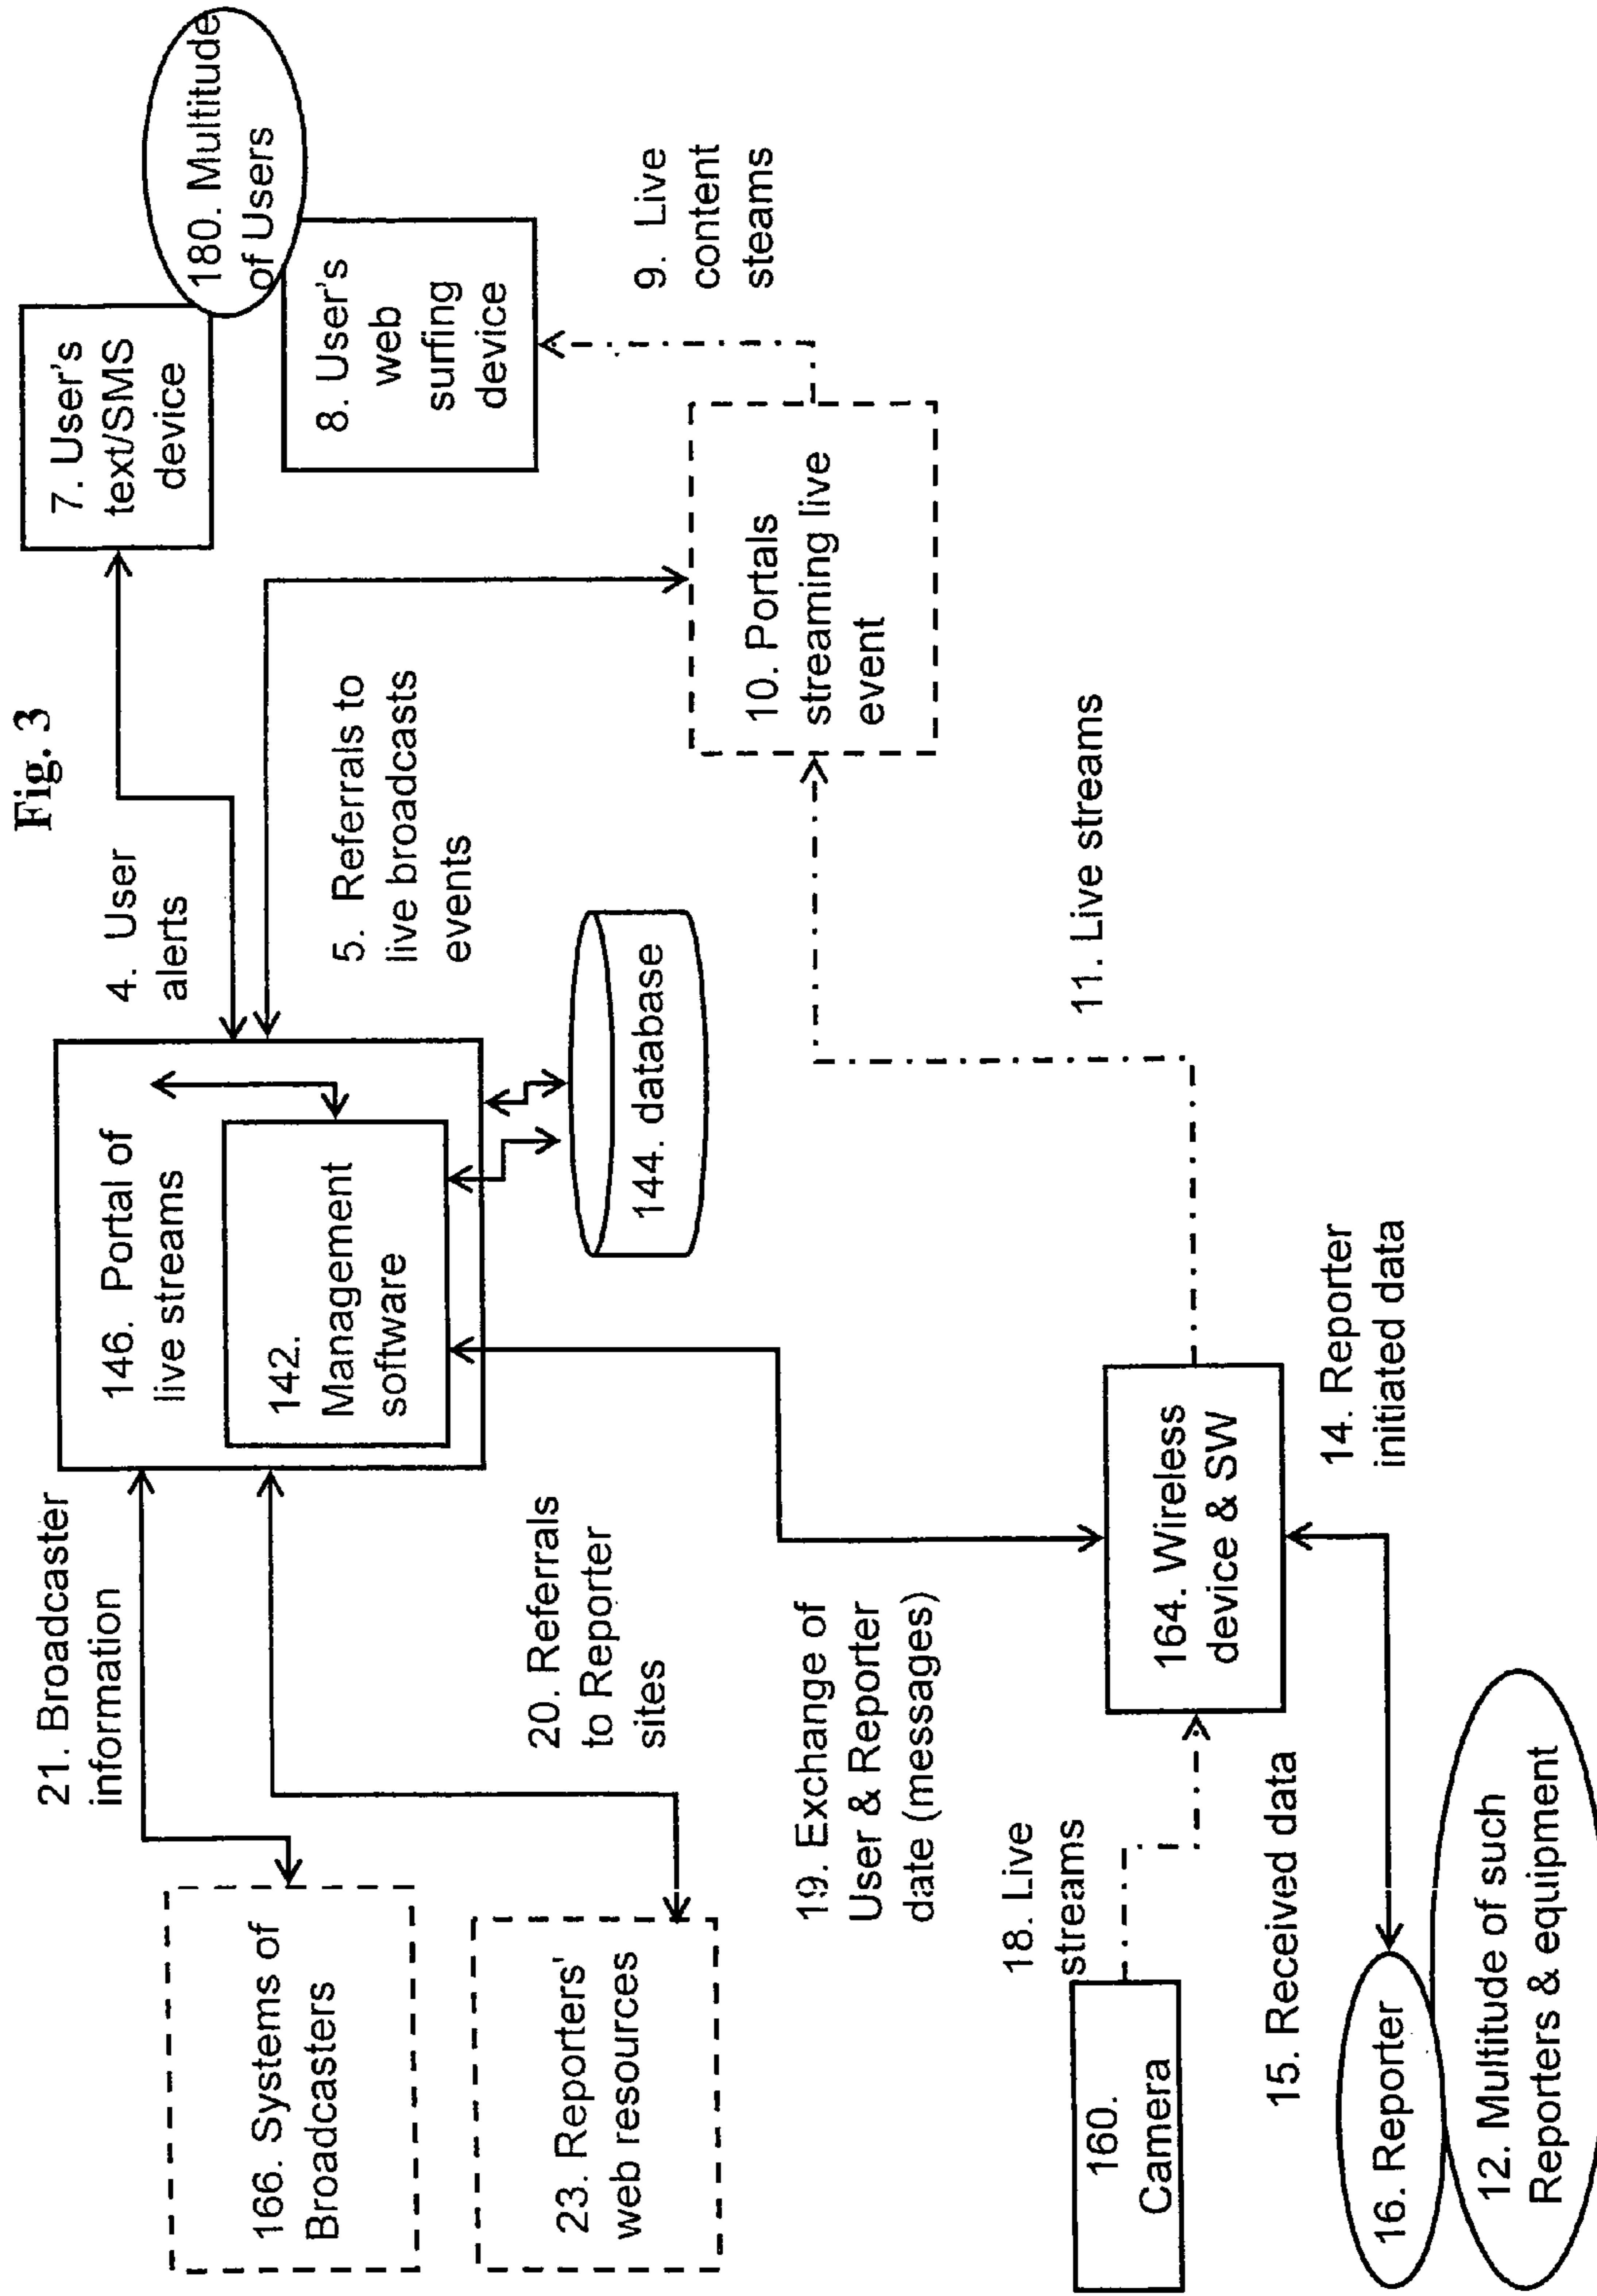 Fig. 3
21. Broadcaster
information
166. Systems of
Broadcasters
23. Reporters'
web resources
20. Referrals
to Reporter
sites
146. Portal of
live streams
142.
Management
software
144. database
4. User
alerts
5. Referrals to
live broadcasts
events
7. User's
text/SMS
device
180. Multitude
of Users
8. User's
web
surfing
device
9. Live
content
steams
10. Portals
streaming live
event
11. Live streams
19. Exchange of
User & Reporter
date (messages)
18. Live
streams
160.
Camera
164. Wireless
device & SW
14. Reporter
initiated data
15. Received data
16. Reporter
12. Multitude of such
Reporters & equipment